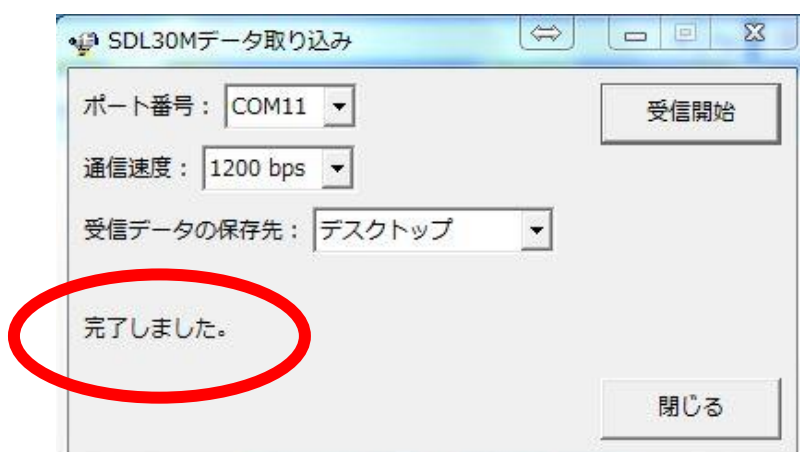 SDL30Mデータ取り込み
ポート番号： COM11
受信開始
通信速度： 1200 bps
受信データの保存先： デスクトップ
完了しました。
閉じる